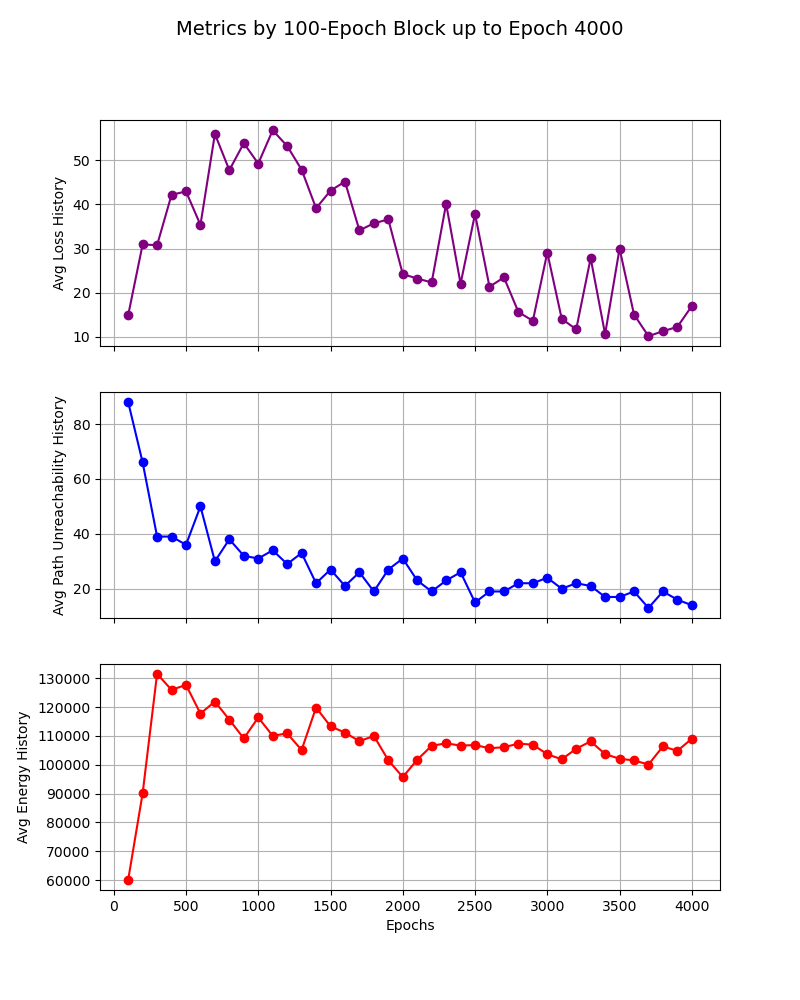 Metrics by 100-Epoch Block up to Epoch 4000
Avg Loss History
50
40
30
20
10
Avg Path Unreachability History
80
60
40
20
Avg Energy History
130000
120000
110000
100000
90000
80000
70000
60000
0 500 1000 1500 2000 2500 3000 3500 4000
Epochs